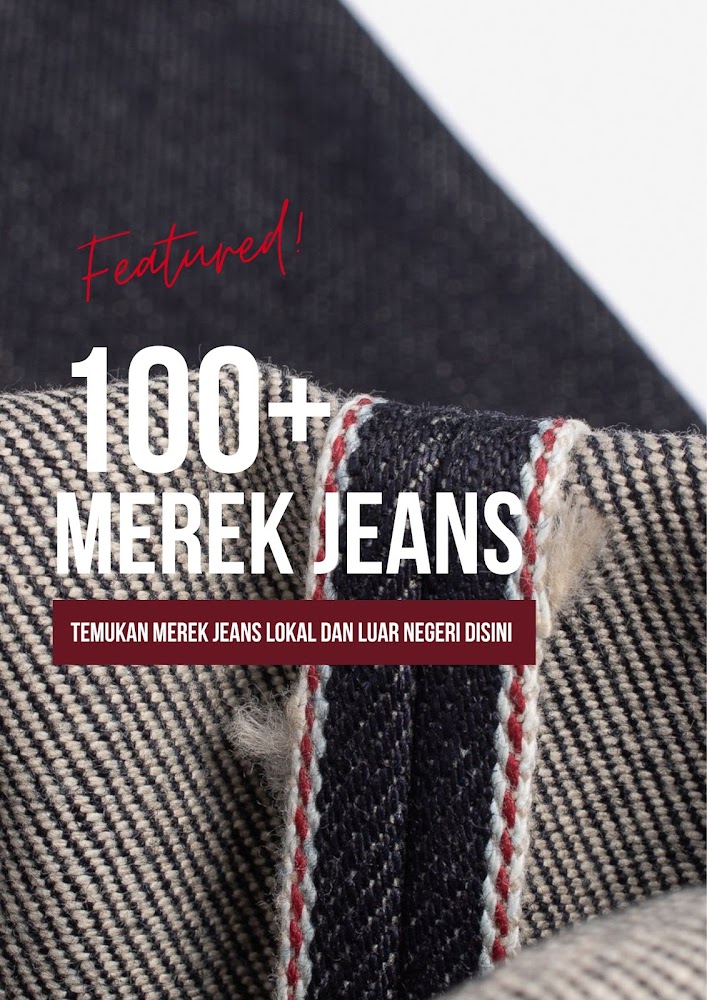 Featured!
100+
MEREK JEANS
TEMUKAN MEREK JEANS LOKAL DAN LUAR NEGERI DISINI